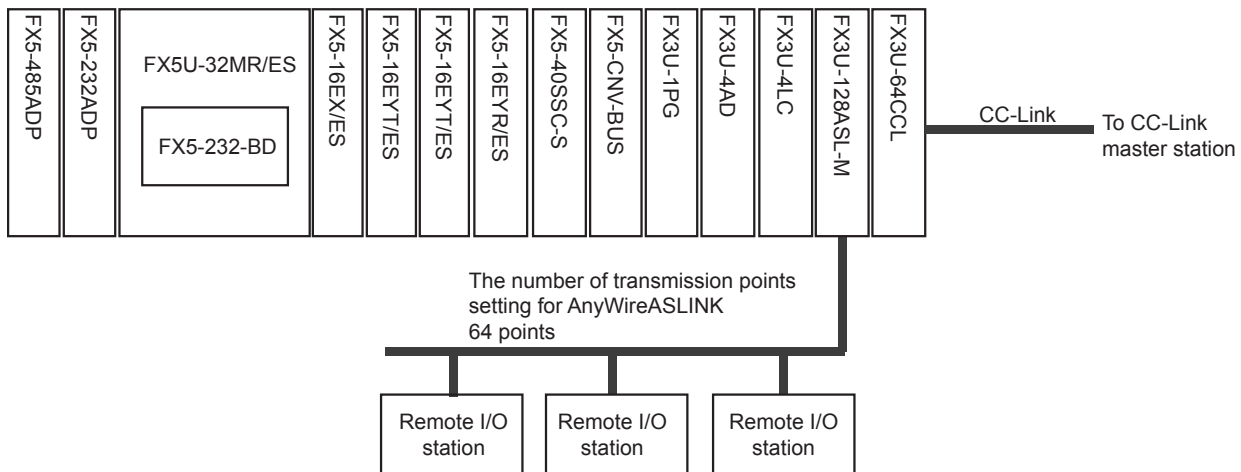 FX5-485ADP
FX5-232ADP
FX5U-32MR/ES
FX5-232-BD
FX5-16EX/ES
FX5-16EYT/ES
FX5-16EYT/ES
FX5-16EYR/ES
FX5-40SSC-S
FX5-CNV-BUS
FX3U-1PG
FX3U-4AD
FX3U-4LC
FX3U-128ASL-M
FX3U-64CCL
CC-Link
To CC-Link
master station
The number of transmission points
setting for AnyWireASLINK
64 points
Remote I/O
station
Remote I/O
station
Remote I/O
station